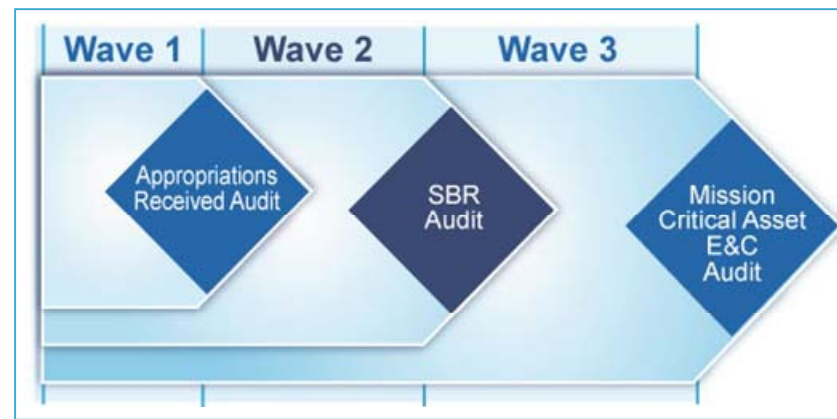 Wave 1
Wave 2
Wave 3
Appropriations
Received Audit
SBR
Audit
Mission
Critical Asset
E&C
Audit